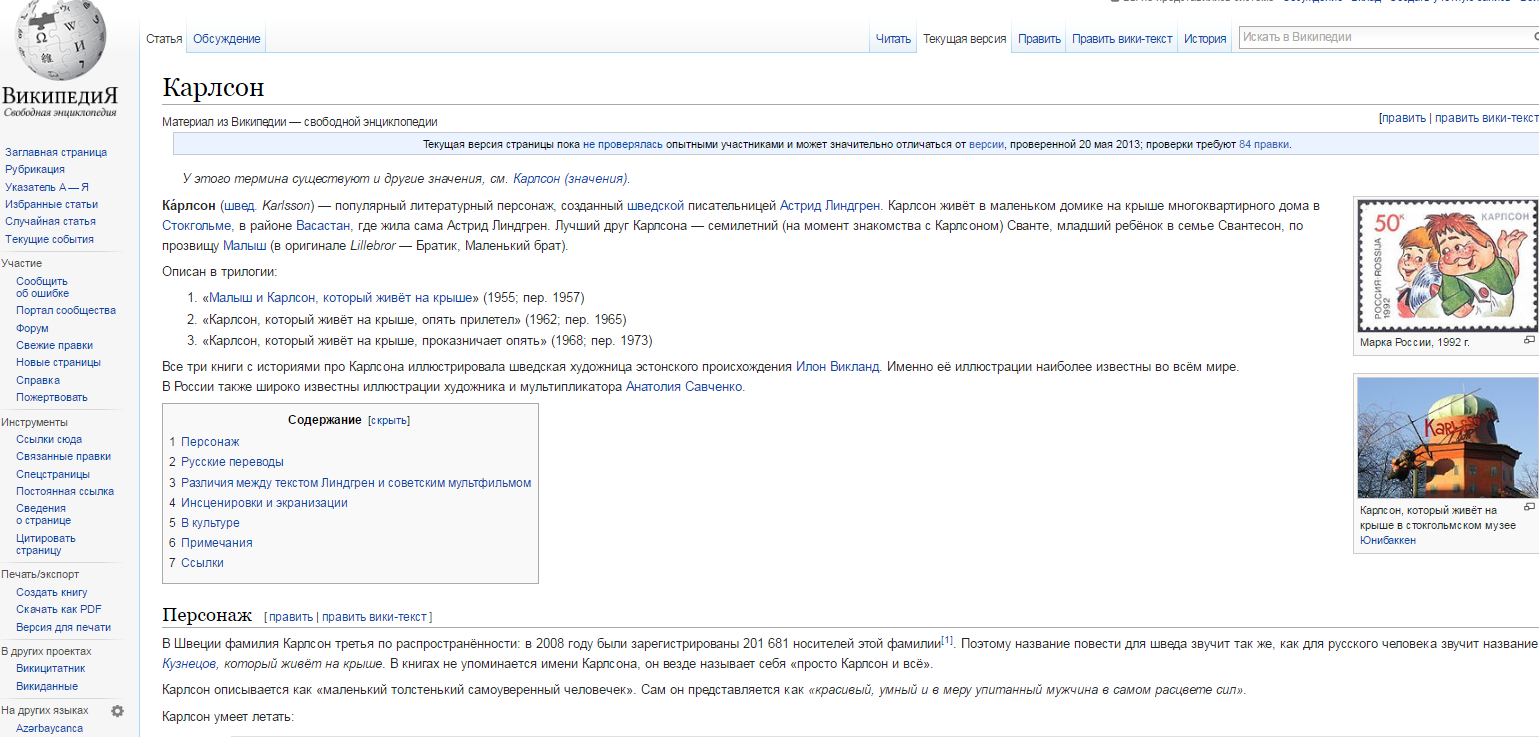 Обсуждение
Статья Обсуждение Читать Текущая версия Править Править вики-текст История Искать в Википедии
ВикипедиЯ
Свободная энциклопедия
Заглавная страница
Рубрикация
Указатель А — Я
Избранные статьи
Случайная статья
Текущие события
Участие
Сообщить
об ошибке
Портал сообщества
Форум
Свежие правки
Новые страницы
Справка
Пожертвовать
Инструменты
Ссылки сюда
Связанные правки
Спецстраницы
Постоянная ссылка
Сведения
о странице
Цитировать
страницу
Печать/экспорт
Создать книгу
Скачать как PDF
Версия для печати
В других проектах
Викицитатник
Викиданные
На других языках
Azərbaycanca
Карлсон
Материал из Википедии — свободной энциклопедии
[править | править вики-текст
Текущая версия страницы пока не проверялась опытными участниками и может значительно отличаться от версии, проверенной 20 мая 2013; проверки требуют 84 правки.
У этого термина существуют и другие значения, см. Карлсон (значения).
Ка́рлсон (швед. Karlsson) — популярный литературный персонаж, созданный шведской писательницей Астрид Линдгрен. Карлсон живёт в маленьком домике на крыше многоквартирного дома в
Стокгольме, в районе Васастан, где жила сама Астрид Линдгрен. Лучший друг Карлсона — семилетний (на момент знакомства с Карлсоном) Сванте, младший ребёнок в семье Свантесон, по
прозвищу Малыш (в оригинале Lillebror — Братик, Маленький брат).
Описан в трилогии:
1. «Малыш и Карлсон, который живёт на крыше» (1955; пер. 1957)
2. «Карлсон, который живёт на крыше, опять прилетел» (1962; пер. 1965)
3. «Карлсон, который живёт на крыше, проказничает опять» (1968; пер. 1973)
Все три книги с историями про Карлсона иллюстрировала шведская художница эстонского происхождения Илон Викланд. Именно её иллюстрации наиболее известны во всём мире.
В России также широко известны иллюстрации художника и мультипликатора Анатолия Савченко.
50к
КАРЛСОН
РОССИЯ·ROSSIJA
1992
Марка России, 1992 г.
KARLSSON
Карлсон, который живёт на
крыше в стокгольмском музее
Юнибаккен
Содержание [скрыть]
1 Персонаж
2 Русские переводы
3 Различия между текстом Линдгрен и советским мультфильмом
4 Инсценировки и экранизации
5 В культуре
6 Примечания
7 Ссылки
Персонаж [ править | править вики-текст ]
В Швеции фамилия Карлсон третья по распространённости: в 2008 году были зарегистрированы 201 681 носителей этой фамилии[1]. Поэтому название повести для шведа звучит так же, как для русского человека звучит название
Кузнецов, который живёт на крыше. В книгах не упоминается имени Карлсона, он везде называет себя «просто Карлсон и всё».
Карлсон описывается как «маленький толстенький самоуверенный человечек». Сам он представляется как «красивый, умный и в меру упитанный мужчина в самом расцвете сил».
Карлсон умеет летать: